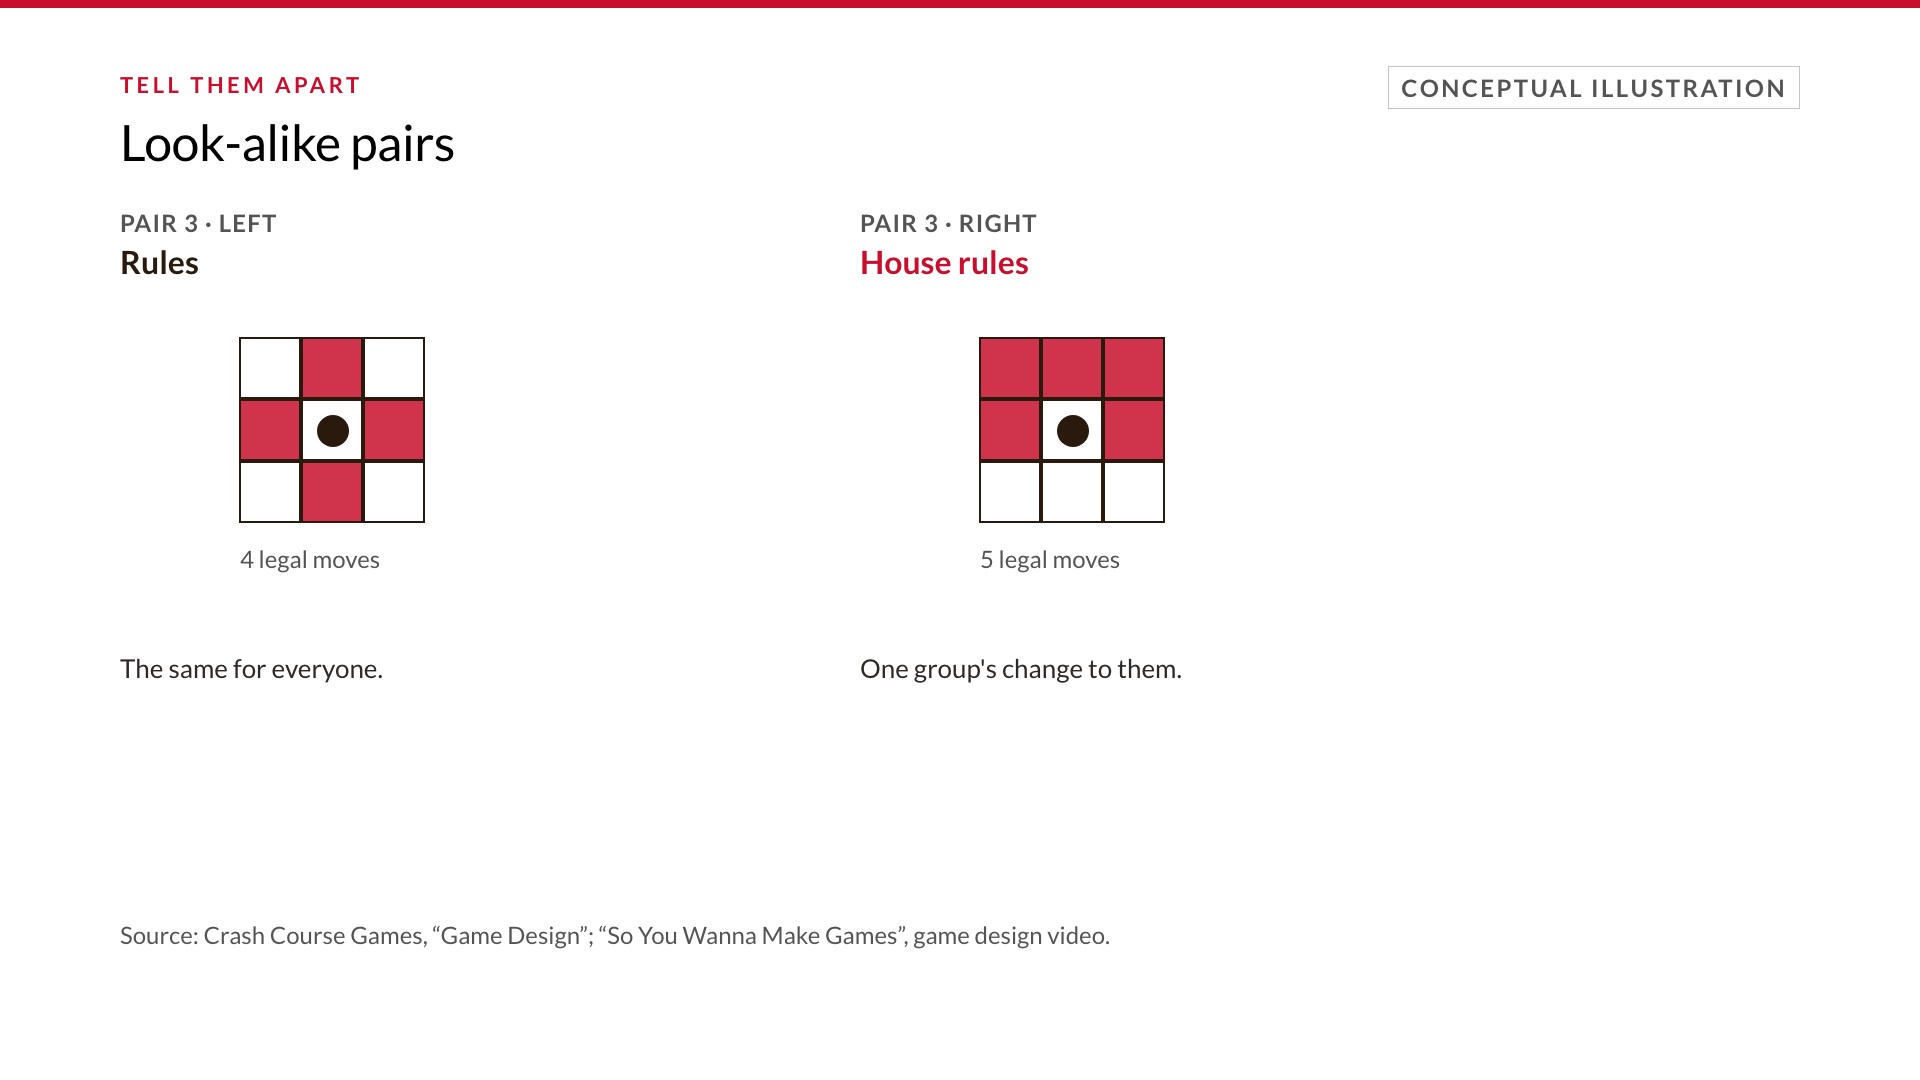 TELL THEM APART
CONCEPTUAL ILLUSTRATION
Look-alike pairs
PAIR 3 · LEFT
Rules
4 legal moves
The same for everyone.
PAIR 3 · RIGHT
House rules
5 legal moves
One group's change to them.
Source: Crash Course Games, “Game Design”; “So You Wanna Make Games”, game design video.